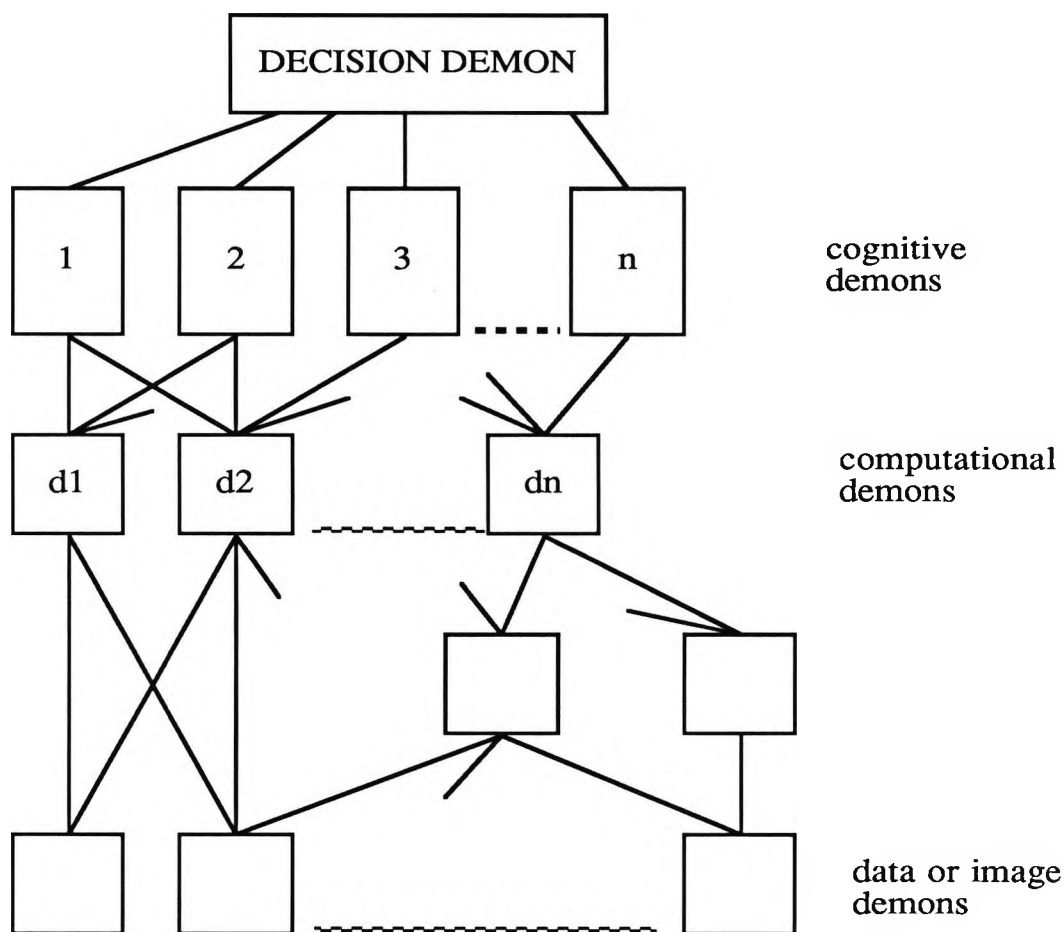 DECISION DEMON
1
2
3
n
cognitive
demons
d1
d2
dn
computational
demons
data or image
demons